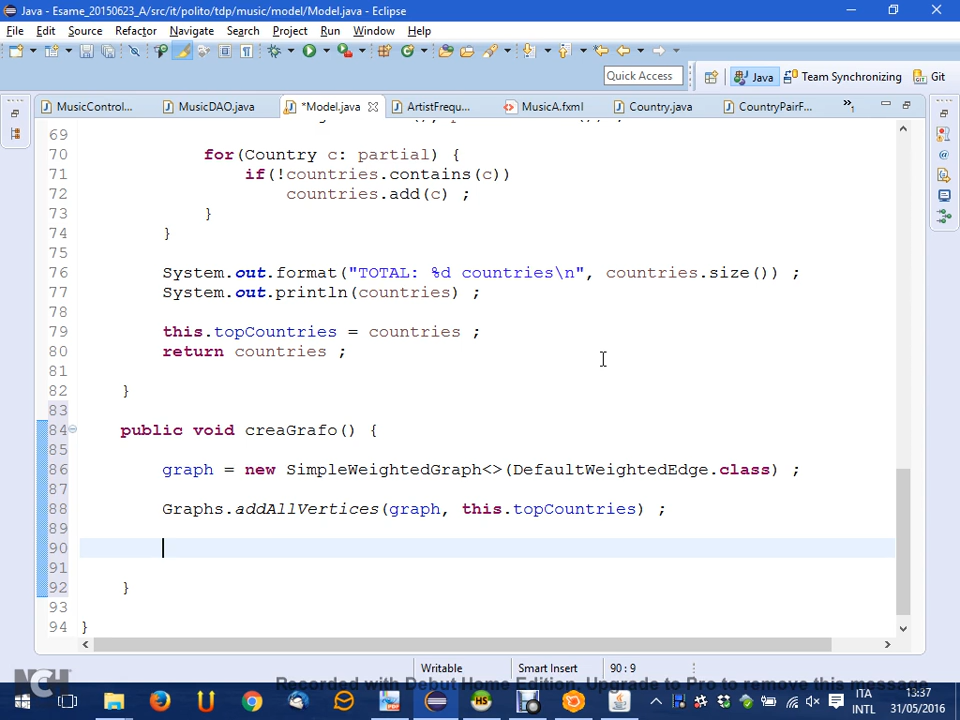 Java - Esame_20150623_A/src/it/polito/tdp/music/model/Model.java - Eclipse
File Edit Source Refactor Navigate Search Project Run Window Help
Quick Access Java Team Synchronizing Git
MusicControl... MusicDAO.java *Model.java ArtistFrequ... MusicA.fxml Country.java CountryPairF... »1
69
70 for(Country c: partial) {
71 if(!countries.contains(c))
72 countries.add(c) ;
73 }
74 }
75
76 System.out.format("TOTAL: %d countries\n", countries.size()) ;
77 System.out.println(countries) ;
78
79 this.topCountries = countries ;
80 return countries ;
81
82 }
83
84 public void creaGrafo() {
85
86 graph = new SimpleWeightedGraph<>(DefaultWeightedEdge.class) ;
87
88 Graphs.addAllVertices(graph, this.topCountries) ;
89
90
91
92 }
93
94 }
Writable Smart Insert 90 : 9
NCH
Recorded with Debut Home Edition. Upgrade to Pro to remove this message
ITA 13:37
INTL 31/05/2016